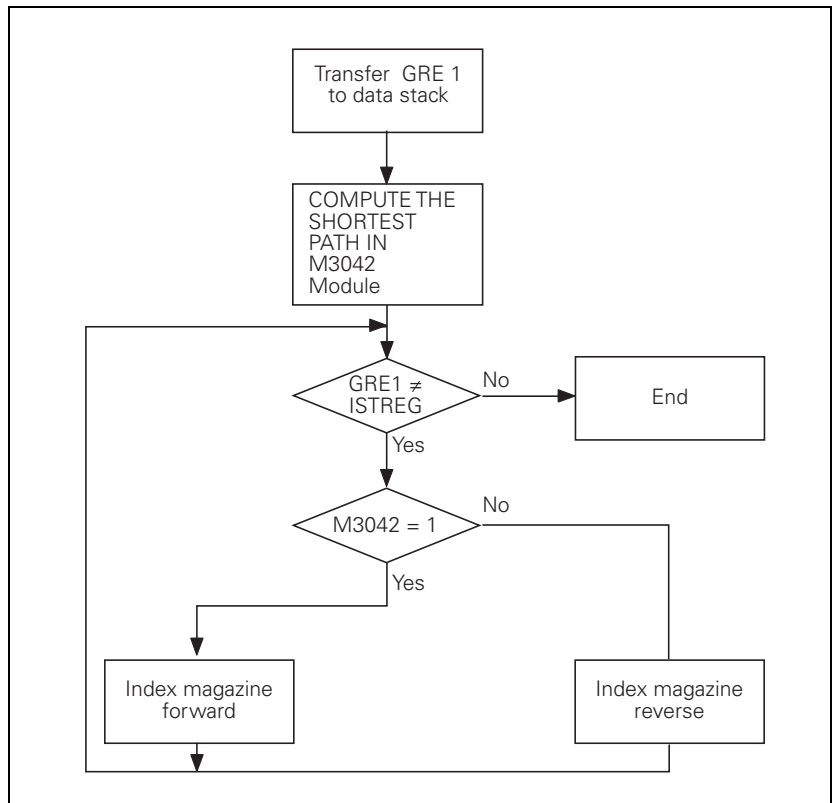 Transfer GRE 1
to data stack
COMPUTE THE
SHORTEST
PATH IN
M3042
Module
GRE1 ≠
ISTREG
No
End
Yes
M3042 = 1
No
Yes
Index magazine
forward
Index magazine
reverse